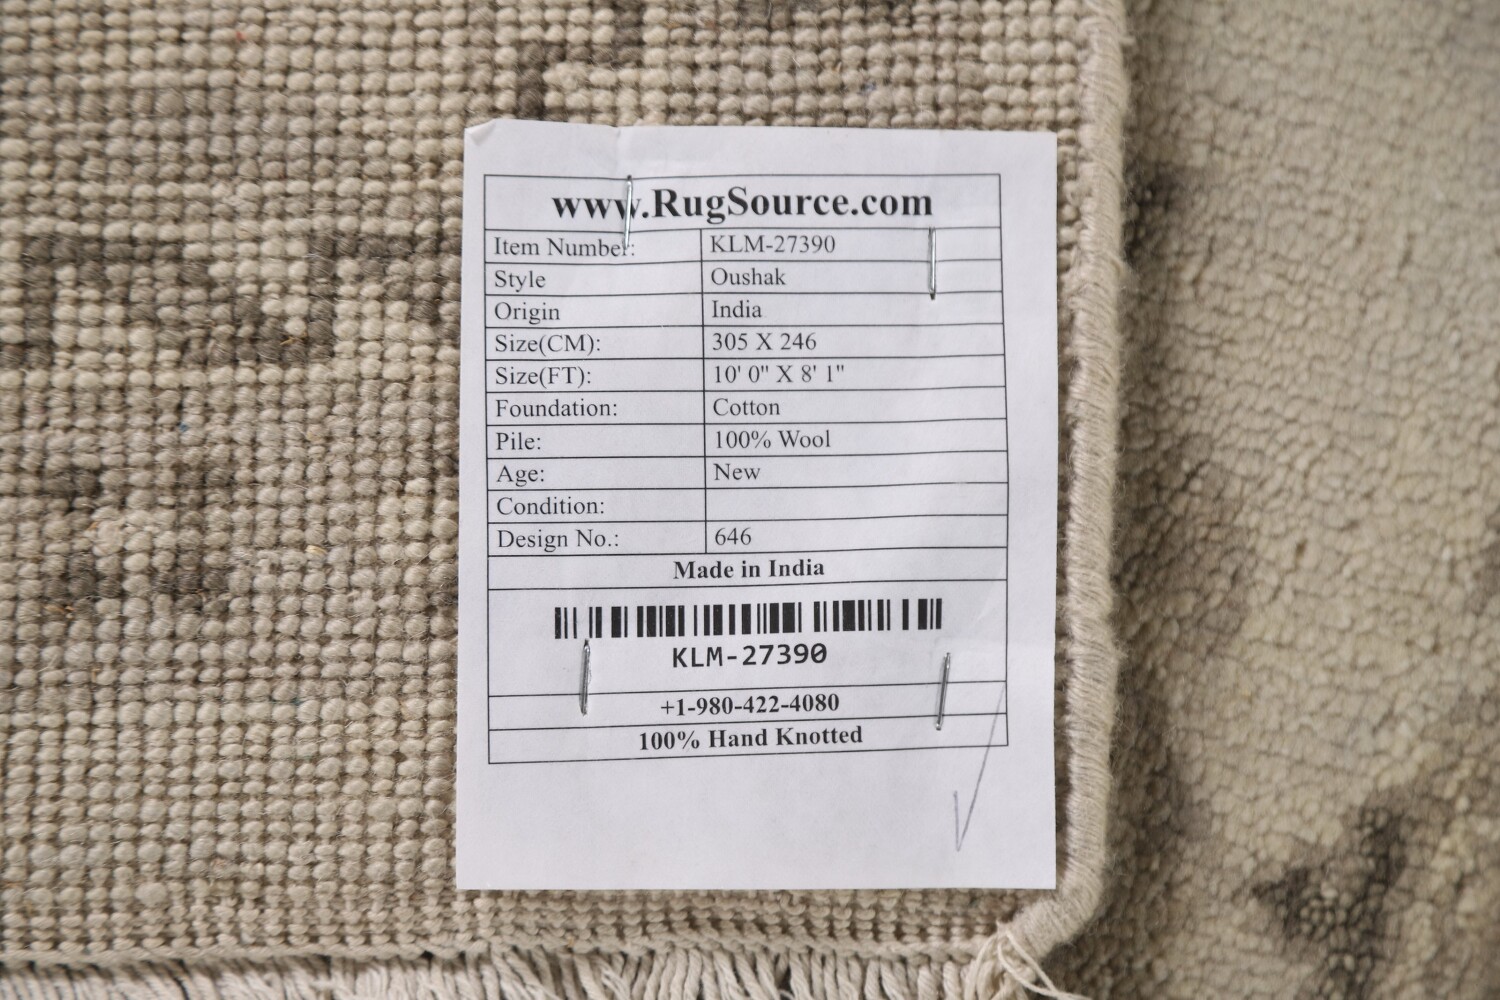 www.RugSource.com
Item Number: KLM-27390
Style Oushak
Origin India
Size(CM): 305 X 246
Size(FT): 10' 0" X 8' 1"
Foundation: Cotton
Pile: 100% Wool
Age: New
Condition:
Design No.: 646
Made in India
KLM-27390
+1-980-422-4080
100% Hand Knotted